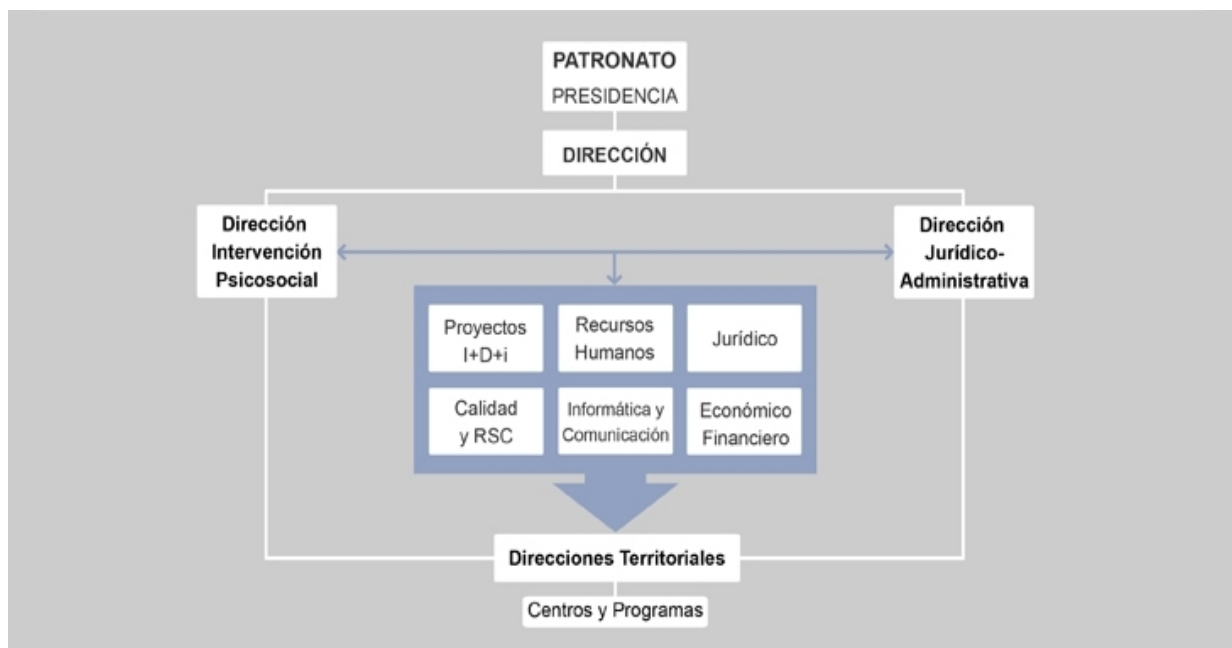 PATRONATO
PRESIDENCIA
DIRECCIÓN
Dirección
Intervención
Psicosocial
Dirección
Jurídico-
Administrativa
Proyectos
I+D+i
Recursos
Humanos
Jurídico
Calidad
y RSC
Informática y
Comunicación
Económico
Financiero
Direcciones Territoriales
Centros y Programas